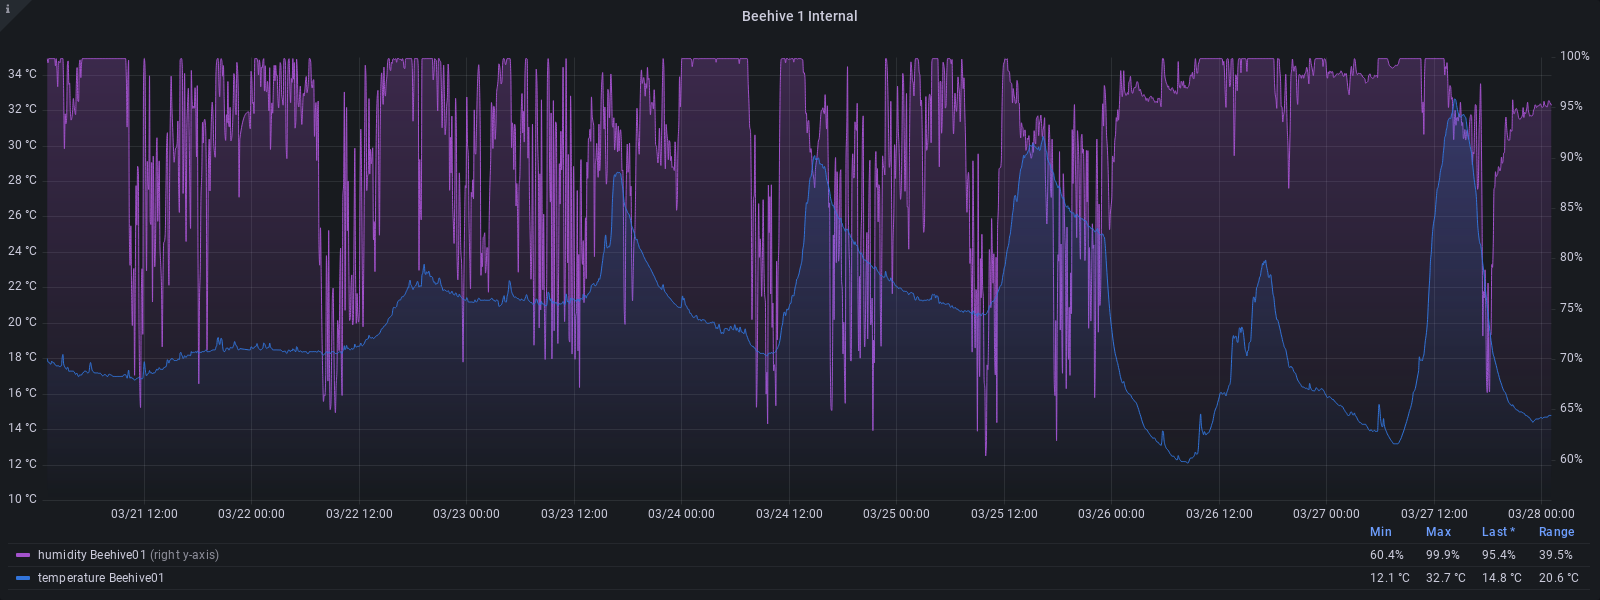 i
Beehive 1 Internal
34 °C
32 °C
30 °C
28 °C
26 °C
24 °C
22 °C
20 °C
18 °C
16 °C
14 °C
12 °C
10 °C
100%
95%
90%
85%
80%
75%
70%
65%
60%
03/21 12:00 03/22 00:00 03/22 12:00 03/23 00:00 03/23 12:00 03/24 00:00 03/24 12:00 03/25 00:00 03/25 12:00 03/26 00:00 03/26 12:00 03/27 00:00 03/27 12:00 03/28 00:00
Min Max Last * Range
humidity Beehive01 (right y-axis) 60.4% 99.9% 95.4% 39.5%
temperature Beehive01 12.1 °C 32.7 °C 14.8 °C 20.6 °C